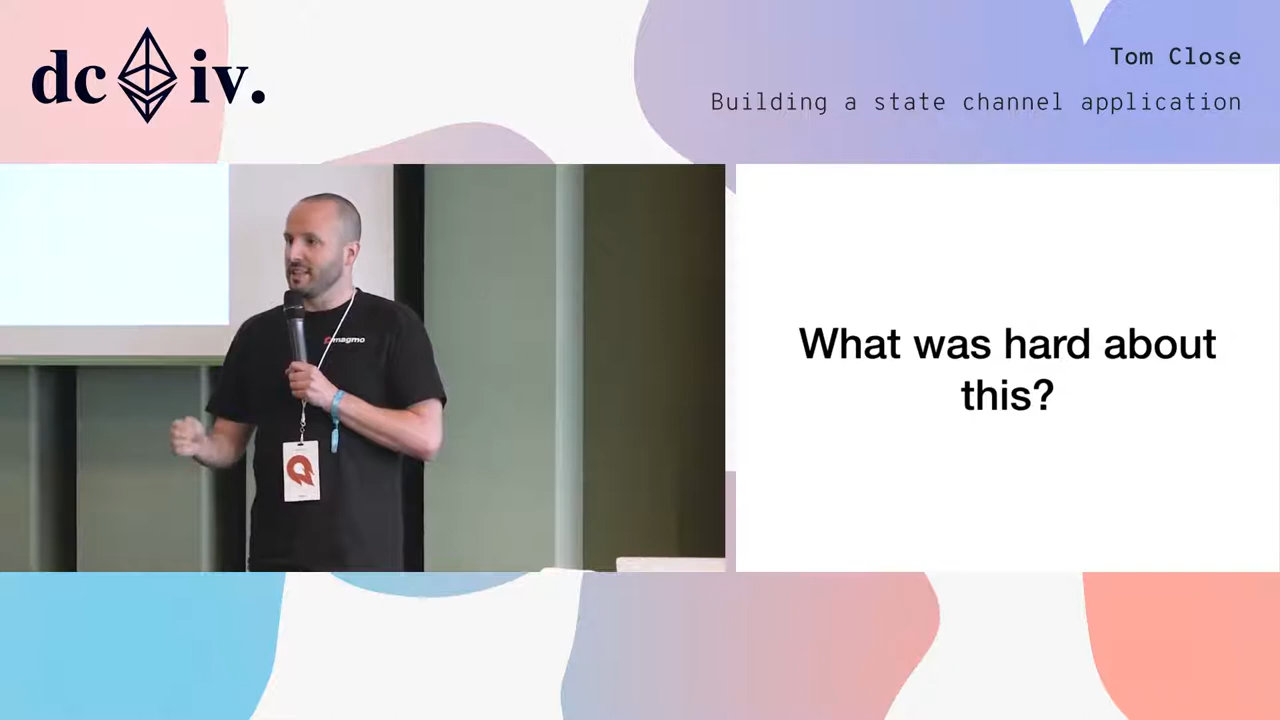 dc iv.
Tom Close
Building a state channel application
magmo
What was hard about
this?